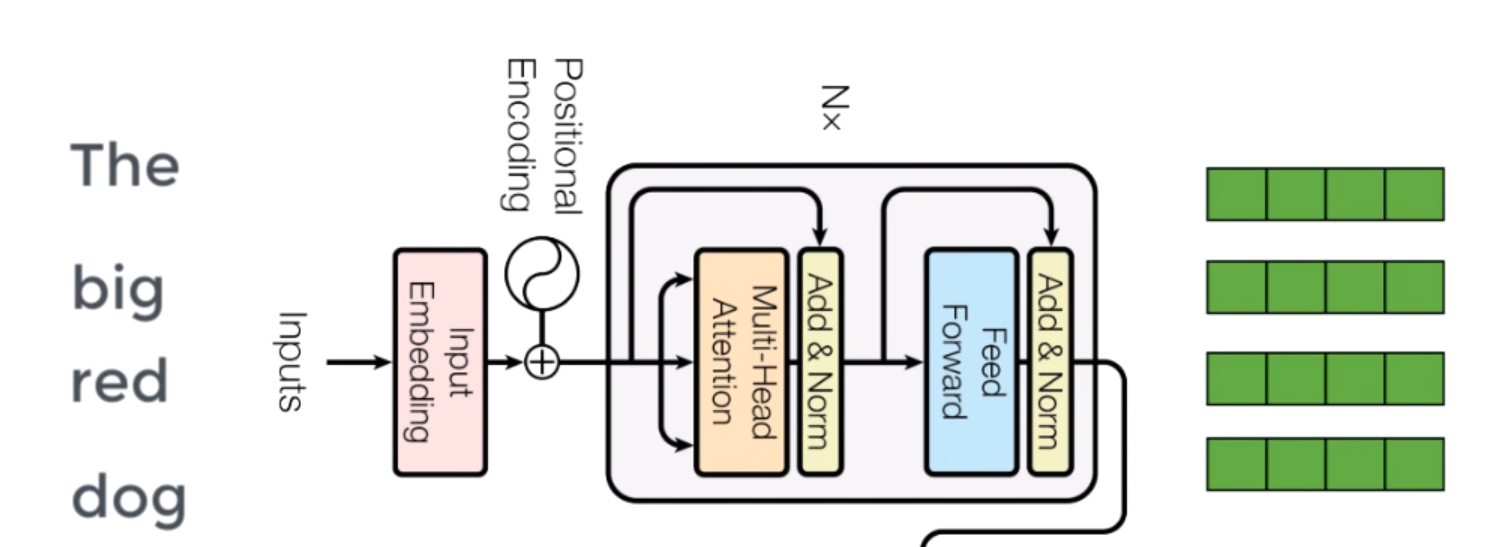 The
big
red
dog
Inputs
Input
Embedding
Positional
Encoding
Nx
Multi-Head
Attention
Add & Norm
Feed
Forward
Add & Norm